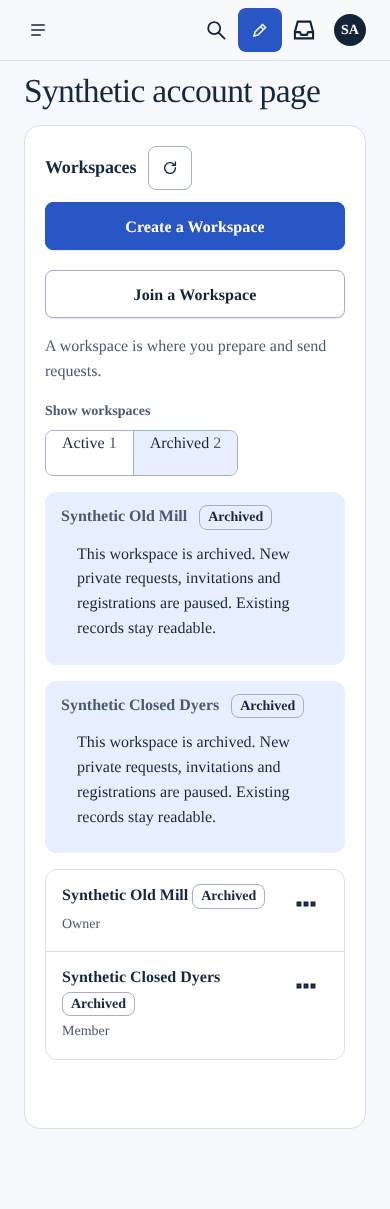 SA
Synthetic account page
Workspaces
Create a Workspace
Join a Workspace
A workspace is where you prepare and send
requests.
Show workspaces
Active 1 Archived 2
Synthetic Old Mill Archived
This workspace is archived. New
private requests, invitations and
registrations are paused. Existing
records stay readable.
Synthetic Closed Dyers Archived
This workspace is archived. New
private requests, invitations and
registrations are paused. Existing
records stay readable.
Synthetic Old Mill Archived
Owner
Synthetic Closed Dyers
Archived
Member